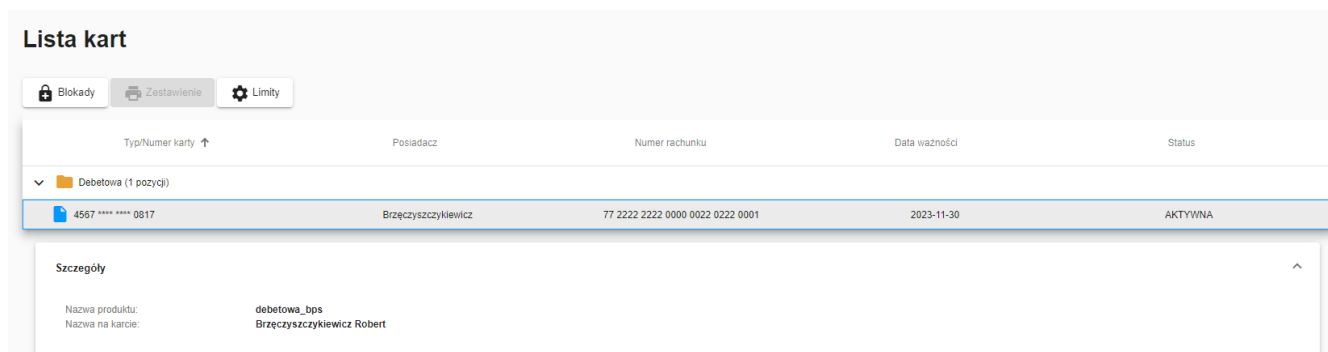 Lista kart
Blokady Zestawienie Limity
Typ/Numer karty Posiadacz Numer rachunku Data ważności Status
Debetowa (1 pozycji)
4567 **** **** 0817 Brzęczyszczykiewicz 77 2222 2222 0000 0022 0222 0001 2023-11-30 AKTYWNA
Szczegóły
Nazwa produktu: debetowa_bps
Nazwa na karcie: Brzęczyszczykiewicz Robert